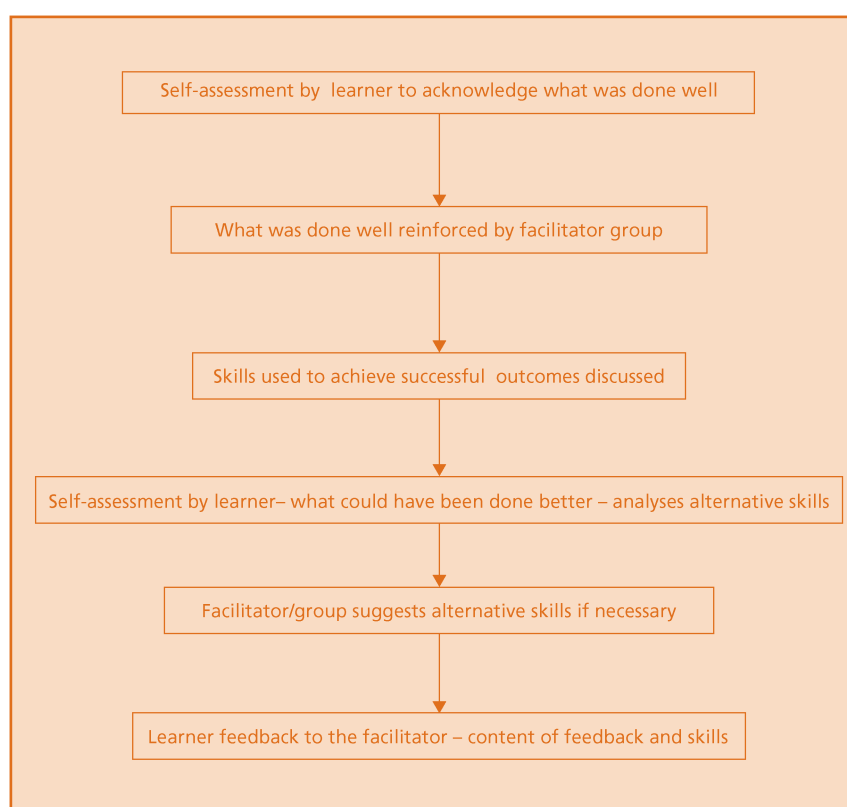 Self-assessment by learner to acknowledge what was done well
What was done well reinforced by facilitator group
Skills used to achieve successful outcomes discussed
Self-assessment by learner– what could have been done better – analyses alternative skills
Facilitator/group suggests alternative skills if necessary
Learner feedback to the facilitator – content of feedback and skills